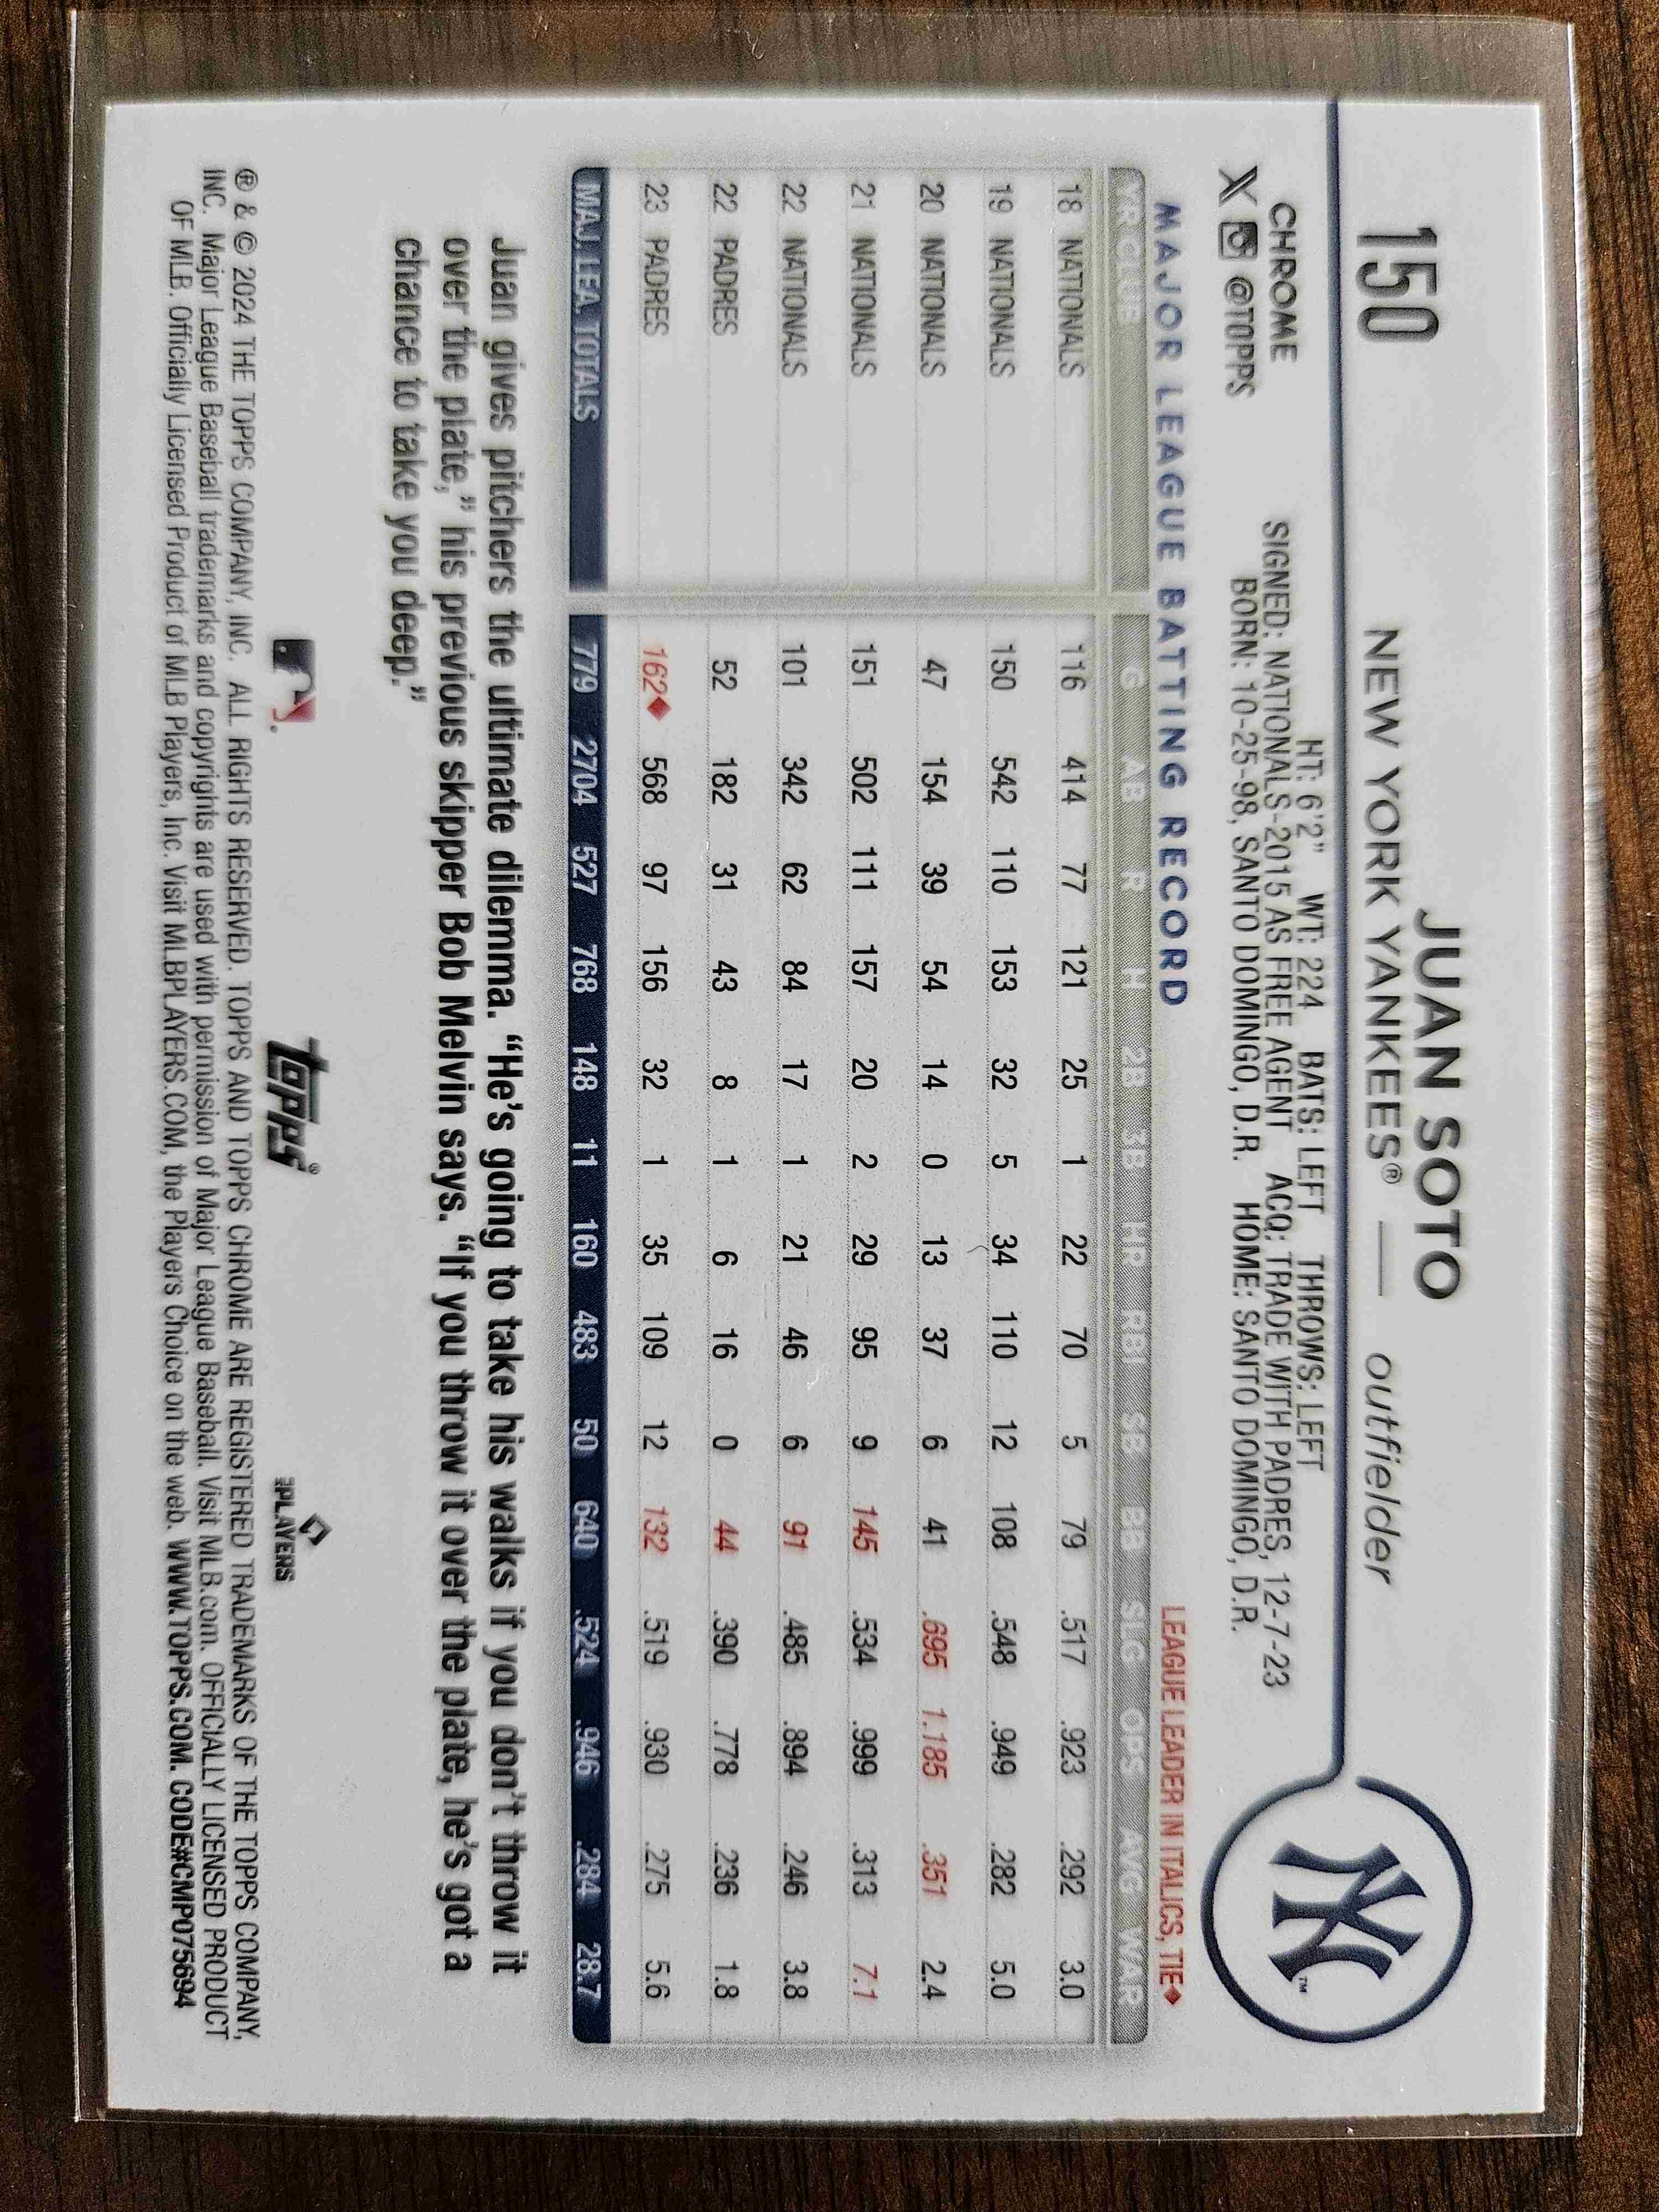 150
JUAN SOTO
NEW YORK YANKEES® — outfielder
CHROME
X @TOPPS
HT: 6'2" WT: 224 BATS: LEFT THROWS: LEFT
SIGNED: NATIONALS-2015 AS FREE AGENT ACQ: TRADE WITH PADRES, 12-7-23
BORN: 10-25-98, SANTO DOMINGO, D.R. HOME: SANTO DOMINGO, D.R.
NY™
MAJOR LEAGUE BATTING RECORD LEAGUE LEADER IN ITALICS, TIE◆
YR CLUB G AB R H 2B 3B HR RBI SB BB SLG OPS AVG WAR
18 NATIONALS 116 414 77 121 25 1 22 70 5 79 .517 .923 .292 3.0
19 NATIONALS 150 542 110 153 32 5 34 110 12 108 .548 .949 .282 5.0
20 NATIONALS 47 154 39 54 14 0 13 37 6 41 .695 1.185 .351 2.4
21 NATIONALS 151 502 111 157 20 2 29 95 9 145 .534 .999 .313 7.1
22 NATIONALS 101 342 62 84 17 1 21 46 6 91 .485 .894 .246 3.8
22 PADRES 52 182 31 43 8 1 6 16 0 44 .390 .778 .236 1.8
23 PADRES 162◆ 568 97 156 32 1 35 109 12 132 .519 .930 .275 5.6
MAJ. LEA. TOTALS 779 2704 527 768 148 11 160 483 50 640 .524 .946 .284 28.7
Juan gives pitchers the ultimate dilemma. "He's going to take his walks if you don't throw it
over the plate," his previous skipper Bob Melvin says. "If you throw it over the plate, he's got a
chance to take you deep."
topps®
PLAYERS
® & © 2024 THE TOPPS COMPANY, INC. ALL RIGHTS RESERVED. TOPPS AND TOPPS CHROME ARE REGISTERED TRADEMARKS OF THE TOPPS COMPANY,
INC. Major League Baseball trademarks and copyrights are used with permission of Major League Baseball. Visit MLB.com. OFFICIALLY LICENSED PRODUCT
OF MLB. Officially Licensed Product of MLB Players, Inc. Visit MLBPLAYERS.COM, the Players Choice on the web. WWW.TOPPS.COM. CODE#CMP075694